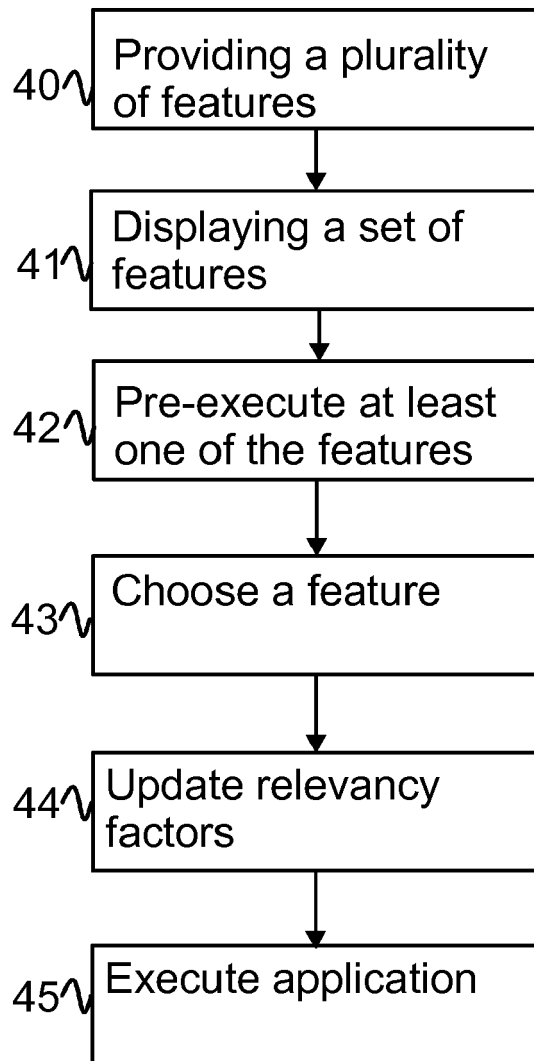 40
Providing a plurality
of features
41
Displaying a set of
features
42
Pre-execute at least
one of the features
43
Choose a feature
44
Update relevancy
factors
45
Execute application